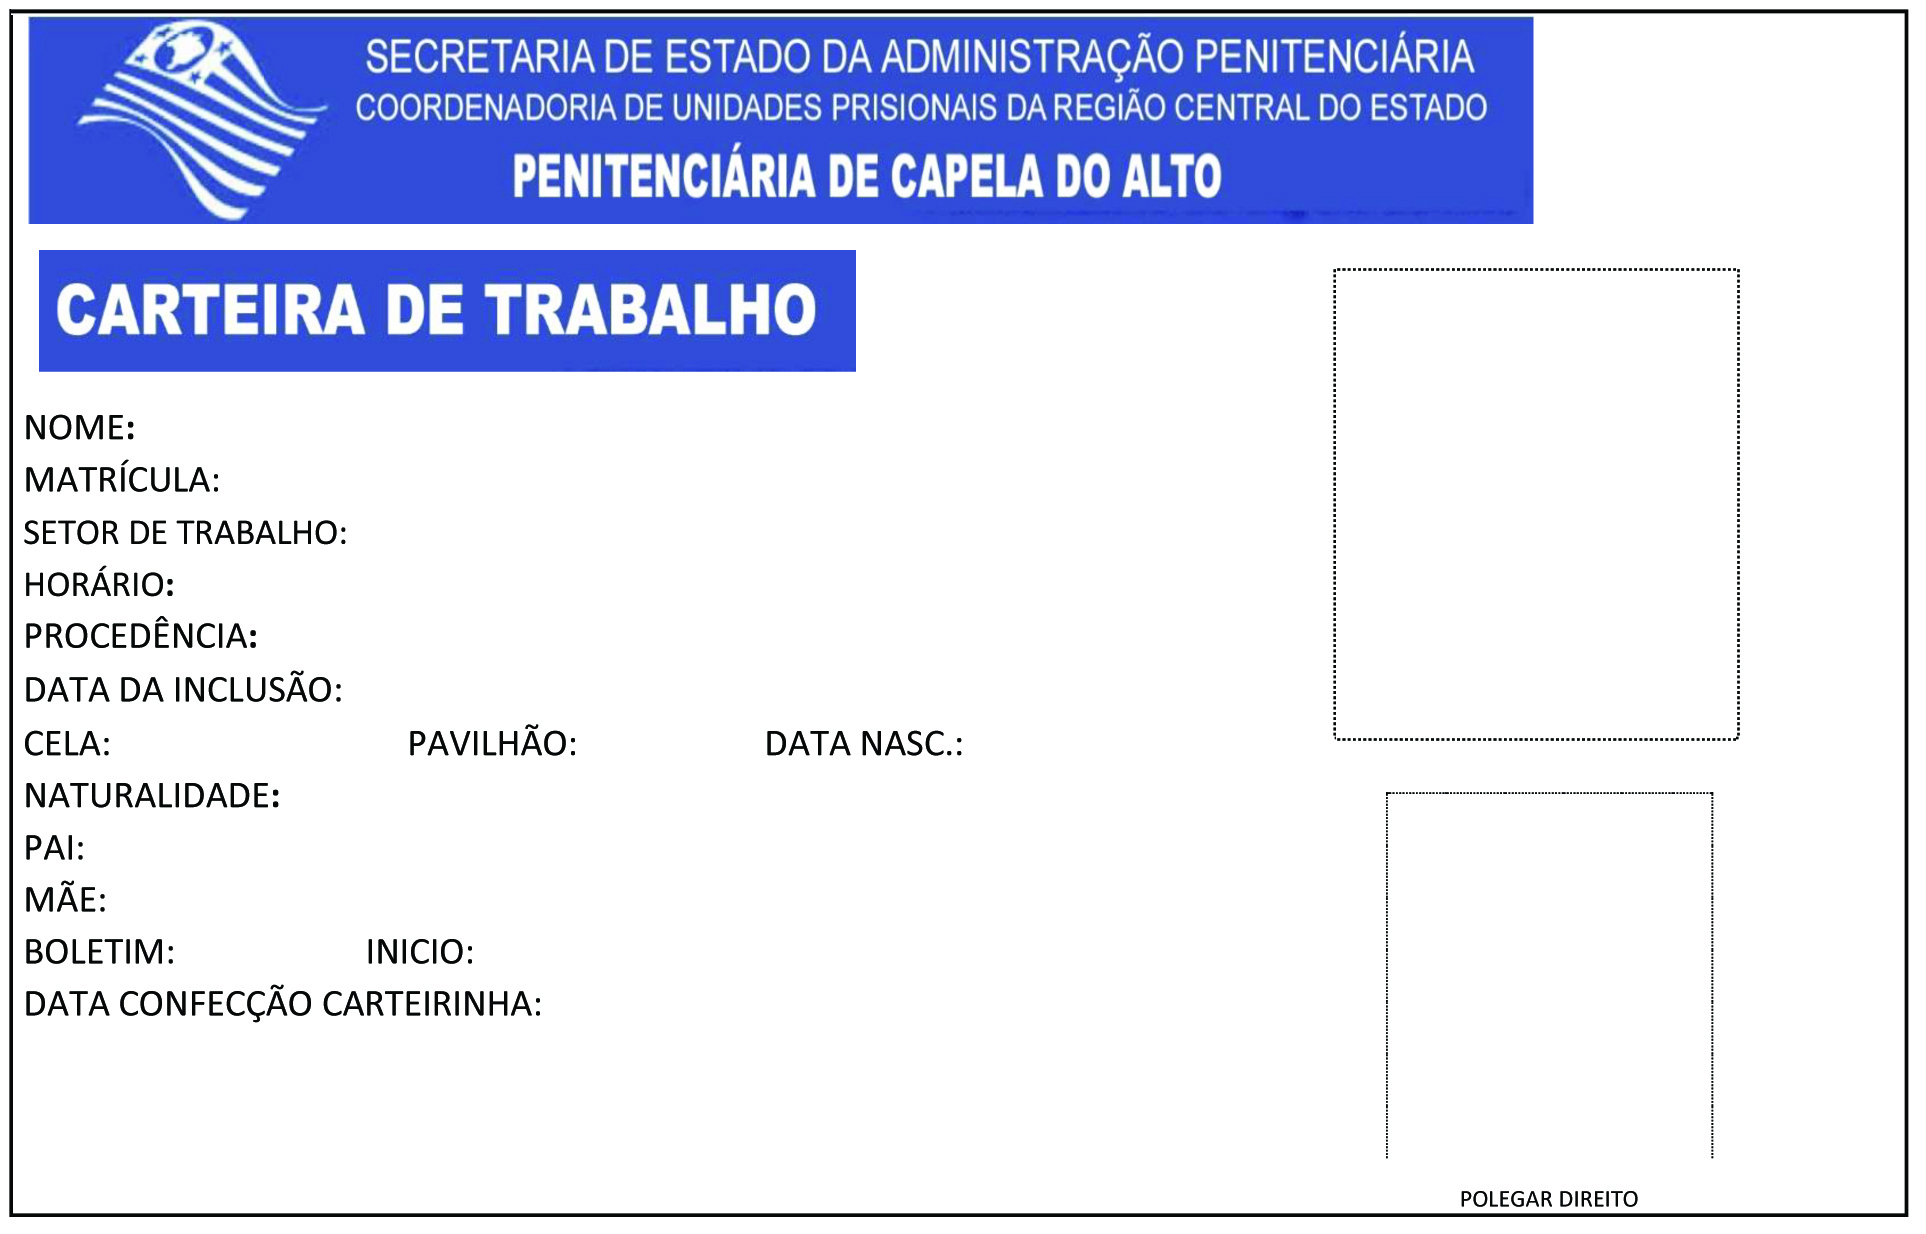 SECRETARIA DE ESTADO DA ADMINISTRAÇÃO PENITENCIÁRIA
COORDENADORIA DE UNIDADES PRISIONAIS DA REGIÃO CENTRAL DO ESTADO
PENITENCIÁRIA DE CAPELA DO ALTO
CARTEIRA DE TRABALHO
NOME:
MATRÍCULA:
SETOR DE TRABALHO:
HORÁRIO:
PROCEDÊNCIA:
DATA DA INCLUSÃO:
CELA: PAVILHÃO: DATA NASC.:
NATURALIDADE:
PAI:
MÃE:
BOLETIM: INICIO:
DATA CONFECÇÃO CARTEIRINHA:
POLEGAR DIREITO